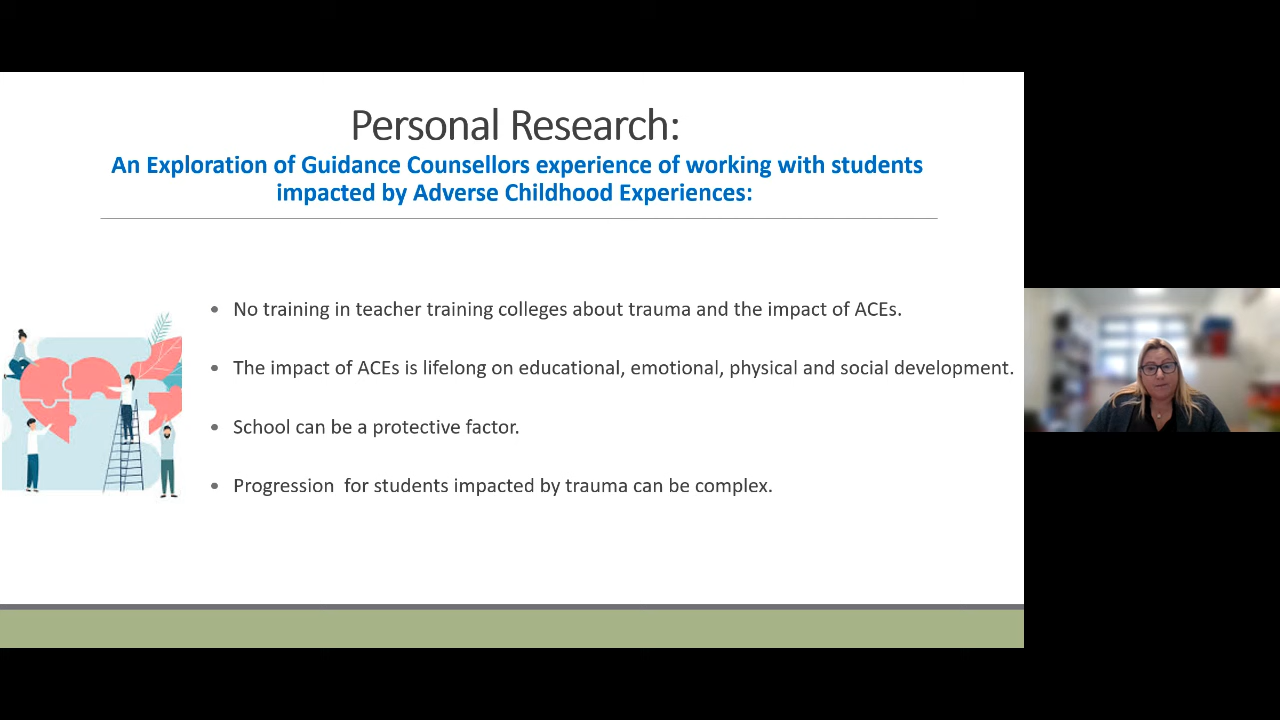 Personal Research:
An Exploration of Guidance Counsellors experience of working with students
impacted by Adverse Childhood Experiences:
• No training in teacher training colleges about trauma and the impact of ACEs.
• The impact of ACEs is lifelong on educational, emotional, physical and social development.
• School can be a protective factor.
• Progression  for students impacted by trauma can be complex.